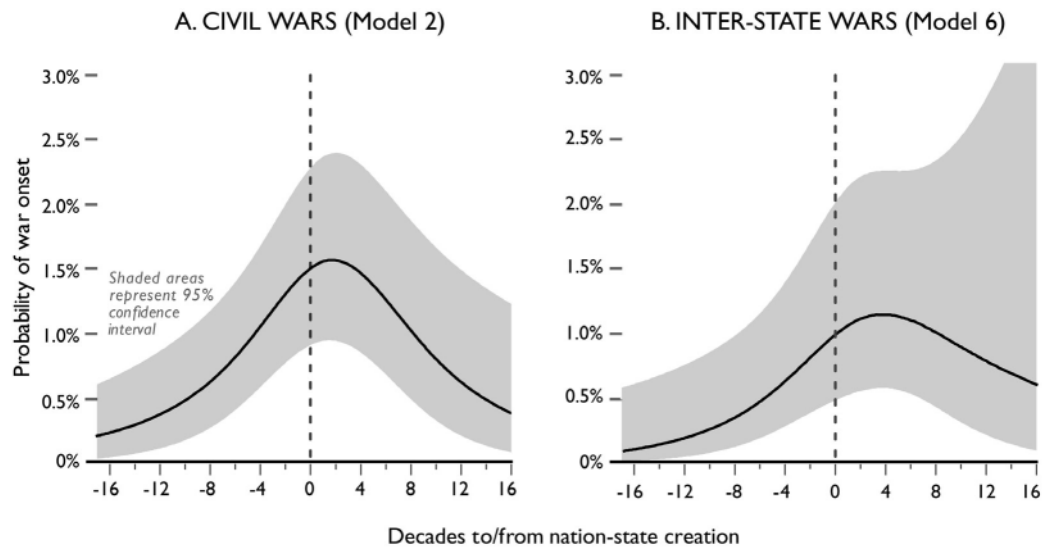 A. CIVIL WARS (Model 2)
3.0%
2.5%
2.0%
1.5%
1.0%
0.5%
0%
Probability of war onset
Shaded areas
represent 95%
confidence
interval
-16 -12 -8 -4 0 4 8 12 16
B. INTER-STATE WARS (Model 6)
3.0%
2.5%
2.0%
1.5%
1.0%
0.5%
0%
-16 -12 -8 -4 0 4 8 12 16
Decades to/from nation-state creation